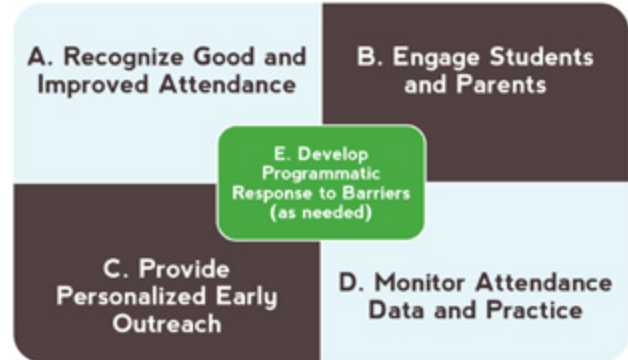 A. Recognize Good and
Improved Attendance
B. Engage Students
and Parents
E. Develop
Programmatic
Response to Barriers
(as needed)
C. Provide
Personalized Early
Outreach
D. Monitor Attendance
Data and Practice